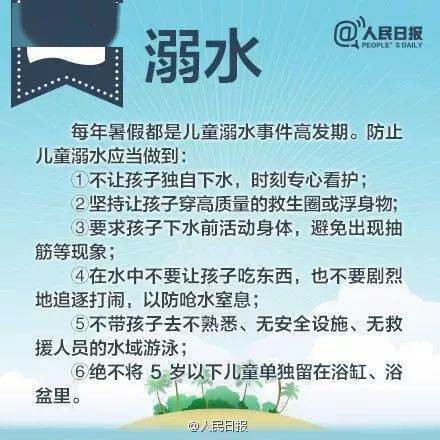 @人民日报
PEOPLE'S DAILY
溺水
每年暑假都是儿童溺水事件高发期。防止
儿童溺水应当做到：
①不让孩子独自下水，时刻专心看护；
②坚持让孩子穿高质量的救生圈或浮身物;
③要求孩子下水前活动身体，避免出现抽
筋等现象；
④在水中不要让孩子吃东西，也不要剧烈
地追逐打闹，以防呛水窒息；
⑤不带孩子去不熟悉、无安全设施、无救
援人员的水域游泳；
⑥绝不将 5 岁以下儿童单独留在浴缸、浴
盆里。
@人民日报